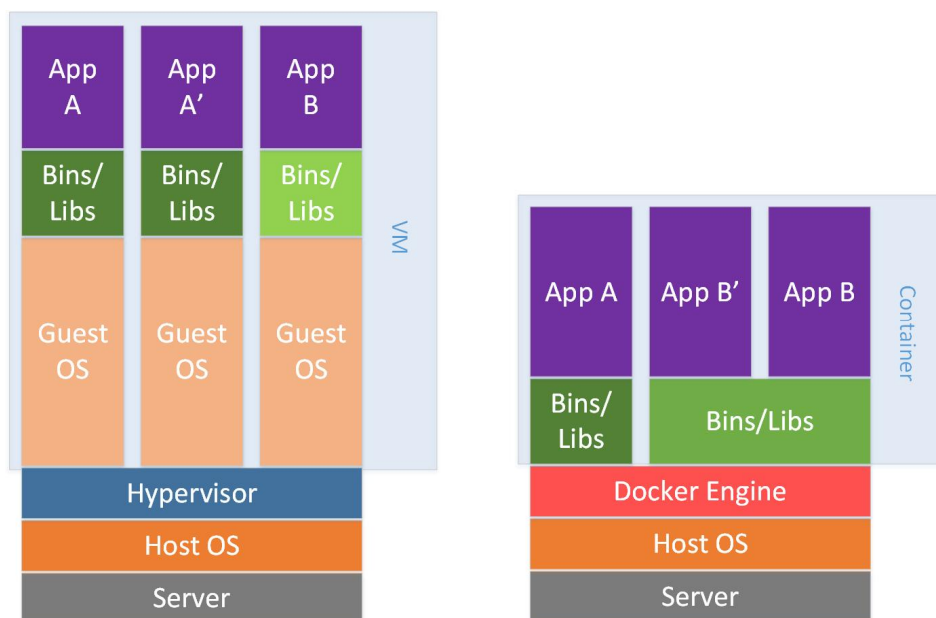 App
A
App
A’
App
B
Bins/
Libs
Bins/
Libs
Bins/
Libs
VM
Guest
OS
Guest
OS
Guest
OS
Hypervisor
Host OS
Server
App A
App B’
App B
Container
Bins/
Libs
Bins/Libs
Docker Engine
Host OS
Server